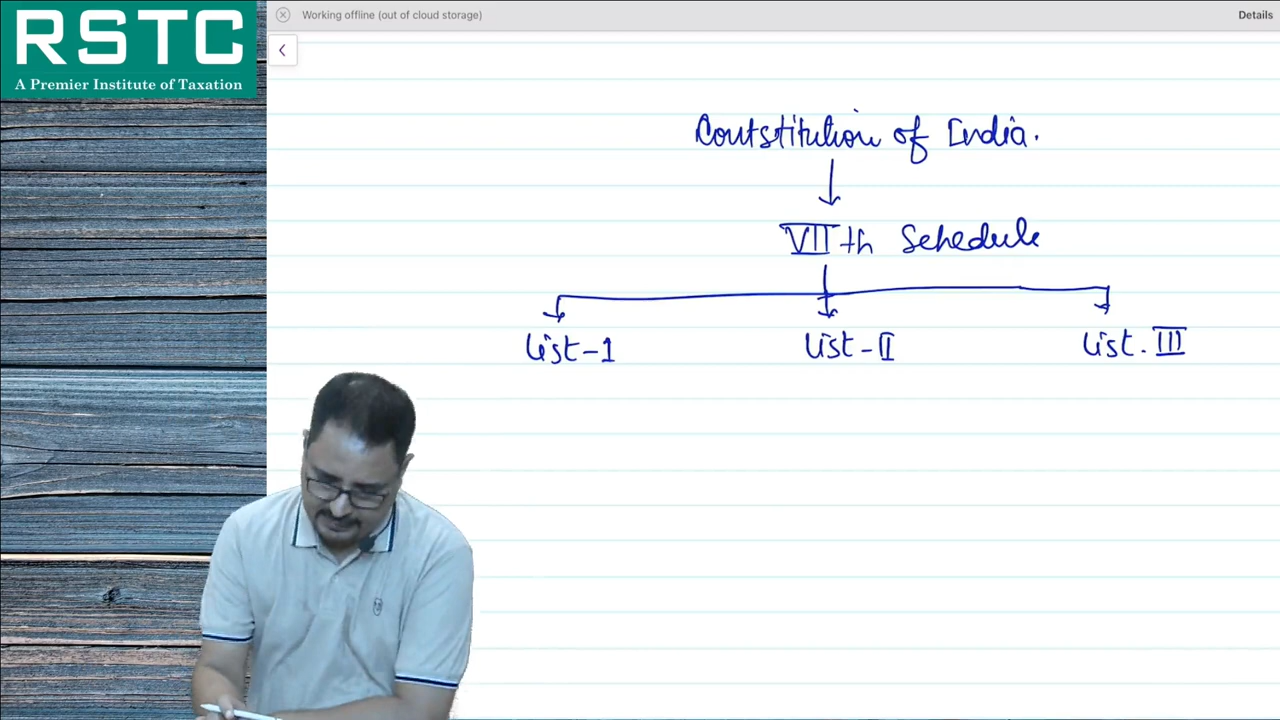 RSTC
A Premier Institute of Taxation
Working offline (out of cloud storage)
Details
Contstitution of India.
VIIth Schedule
List-1
List-II
List. III